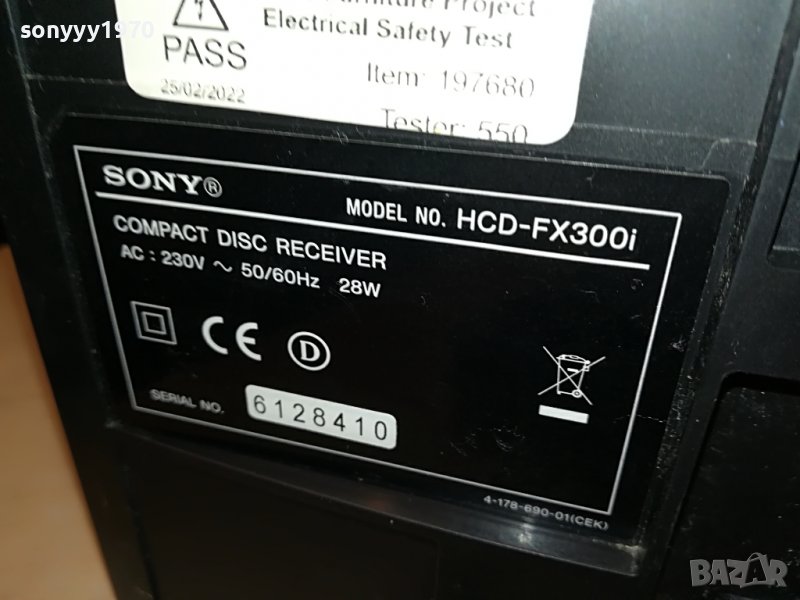 sonyyy1970
Project
Electrical Safety Test
PASS
Item: 197680
25/02/2022
Tester: 550
SONY®
MODEL NO. HCD-FX300i
COMPACT DISC RECEIVER
AC : 230V ~ 50/60Hz 28W
CE D
SERIAL NO. 6128410
4-178-690-01(CEK)
BAZAR